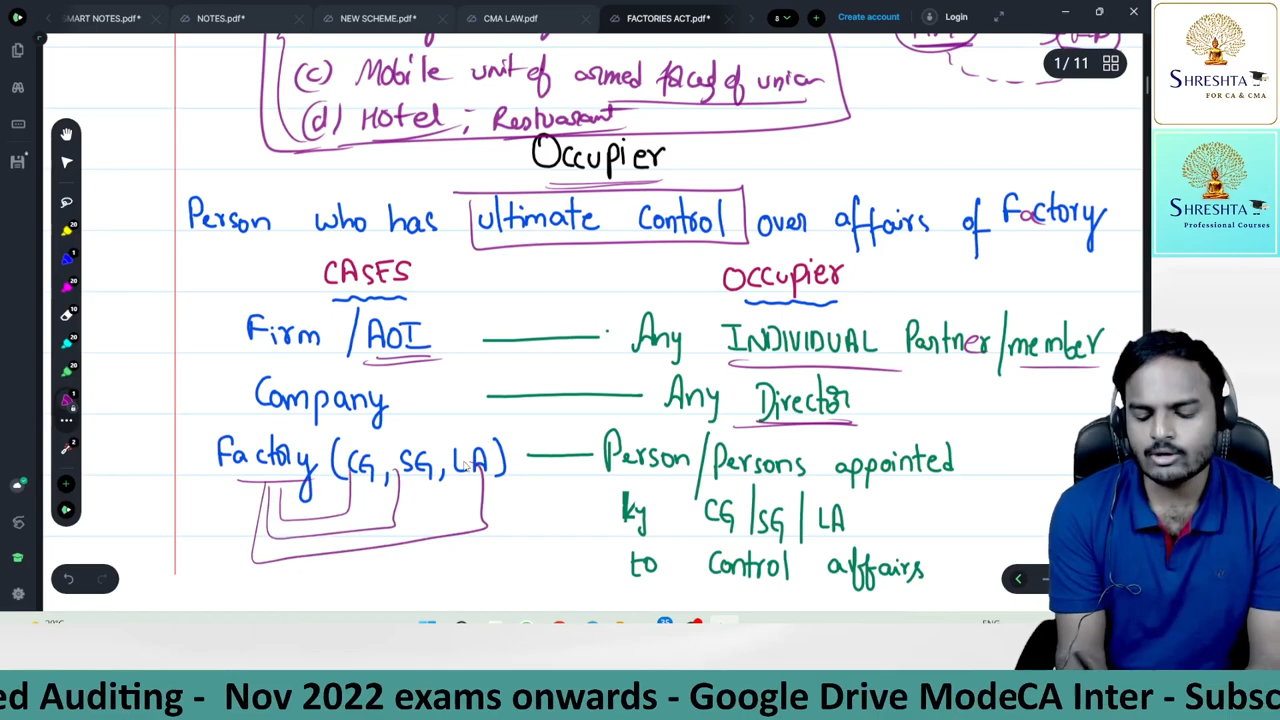 SMART NOTES.pdf*
NOTES.pdf*
NEW SCHEME.pdf*
CMA LAW.pdf
FACTORIES ACT.pdf*
8
Create account
Login
1/11
SHRESHTA
FOR CA & CMA
SHRESHTA
Professional Courses
(c) Mobile unit of armed forces of union
(d) Hotel ; Restuarant
Occupier
Person who has ultimate Control over affairs of Factory
CASES Occupier
Firm / AOI Any INDIVIDUAL Partner/member
Company Any Director
Factory (CG, SG, LA) Person/Persons appointed
by CG | SG | LA
to Control affairs
ENG
ed Auditing - Nov 2022 exams onwards - Google Drive ModeCA Inter - Subsc